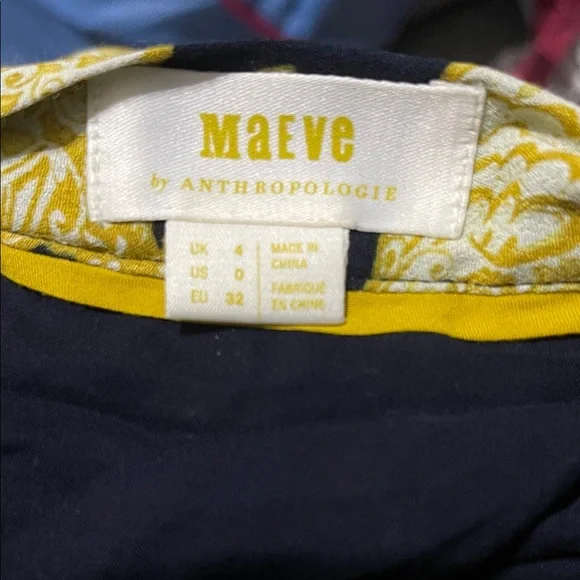 MaEvE
by ANTHROPOLOGIE
UK 4
US 0
EU 32
MADE IN
CHINA
FABRIQUÉ
EN CHINE